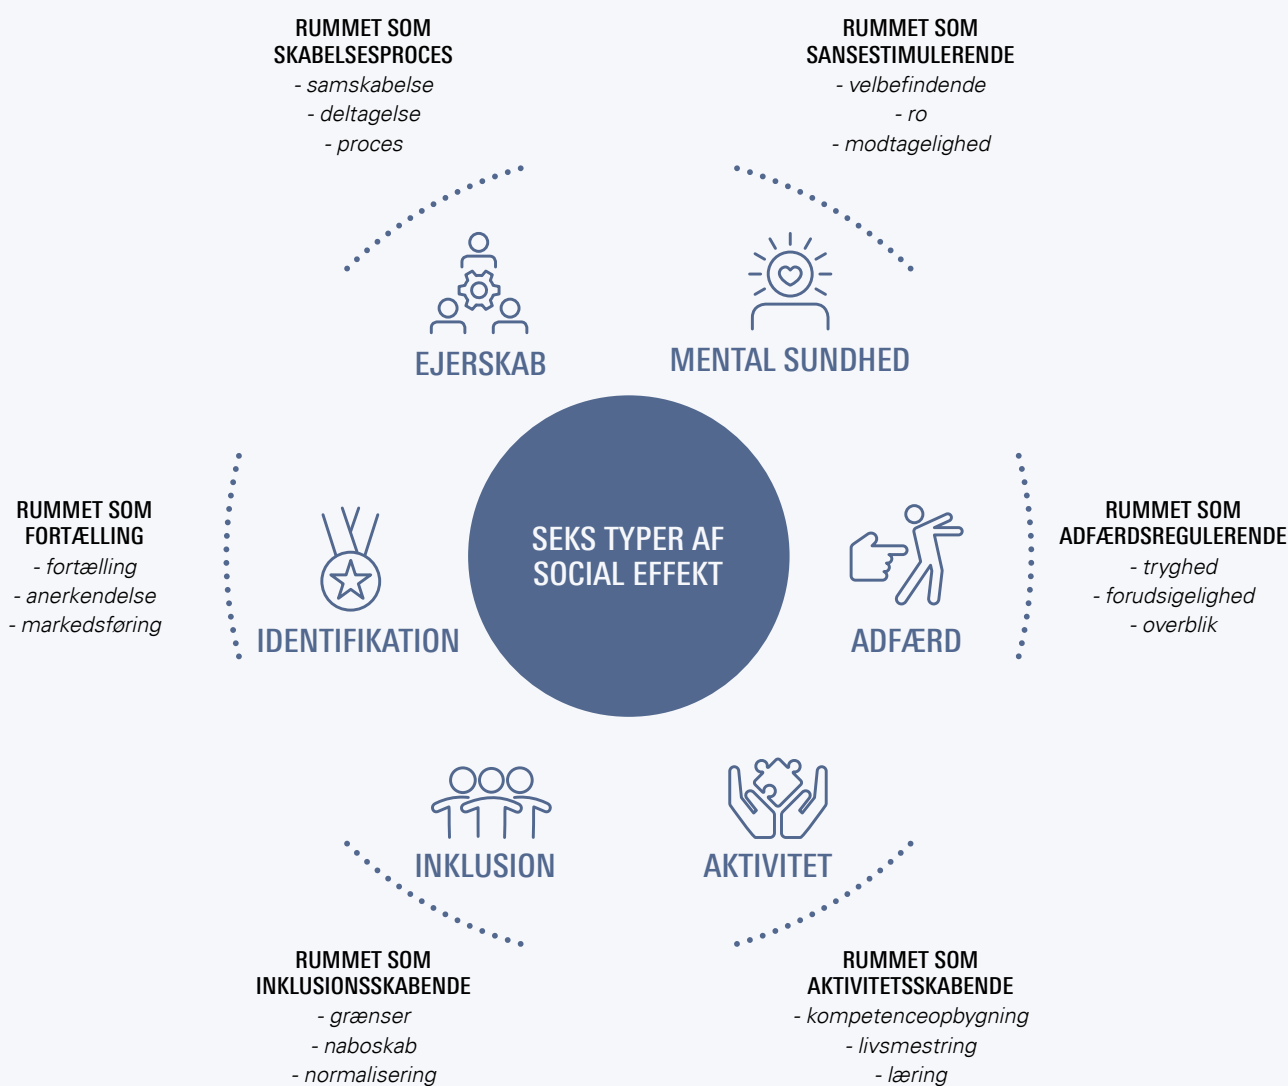 RUMMET SOM
SKABELSESPROCES
- samskabelse
- deltagelse
- proces
RUMMET SOM
SANSESTIMULERENDE
- velbefindende
- ro
- modtagelighed
EJERSKAB
MENTAL SUNDHED
RUMMET SOM
FORTÆLLING
- fortælling
- anerkendelse
- markedsføring
IDENTIFIKATION
SEKS TYPER AF
SOCIAL EFFEKT
ADFÆRD
RUMMET SOM
ADFÆRDSREGULERENDE
- tryghed
- forudsigelighed
- overblik
INKLUSION
AKTIVITET
RUMMET SOM
INKLUSIONSSKABENDE
- grænser
- naboskab
- normalisering
RUMMET SOM
AKTIVITETSSKABENDE
- kompetenceopbygning
- livsmestring
- læring